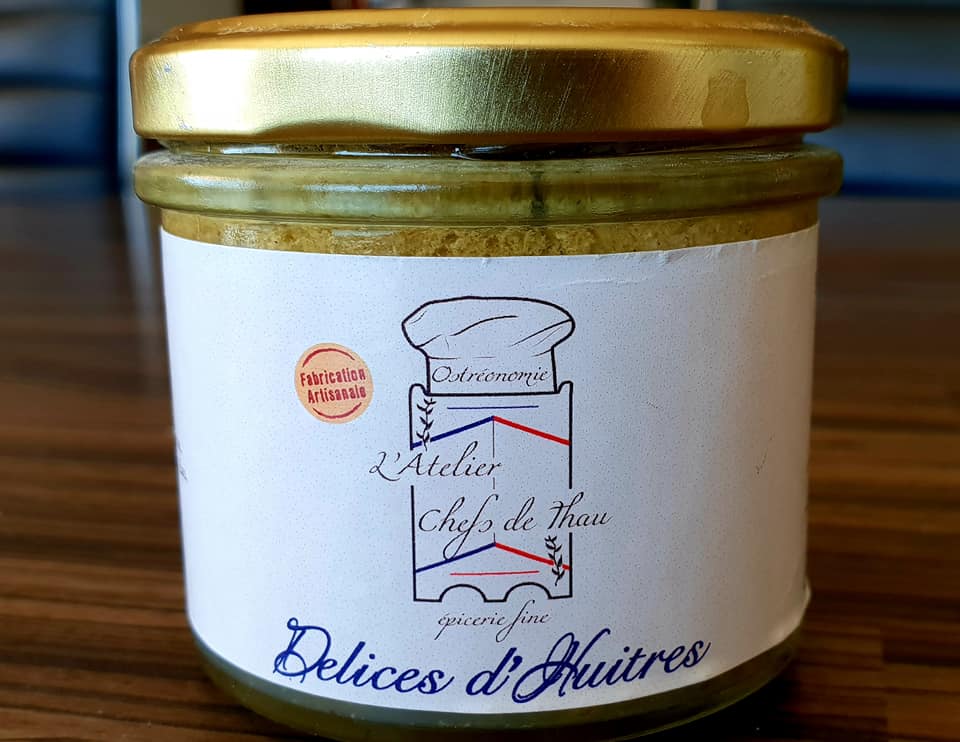 Ostréonomie
Fabrication
Artisanale
L'Atelier
Chefs de Thau
épicerie fine
Delices d'Huitres